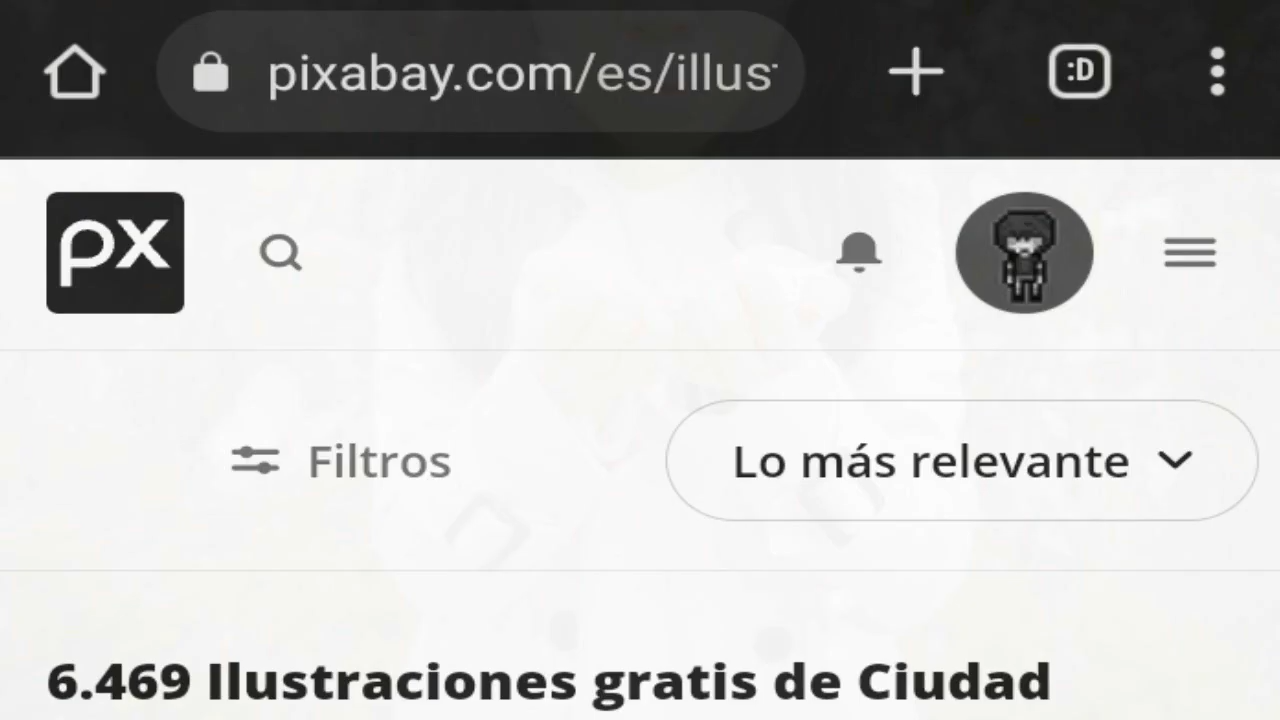 pixabay.com/es/illus
:D
px
Filtros
Lo más relevante
6.469 Ilustraciones gratis de Ciudad